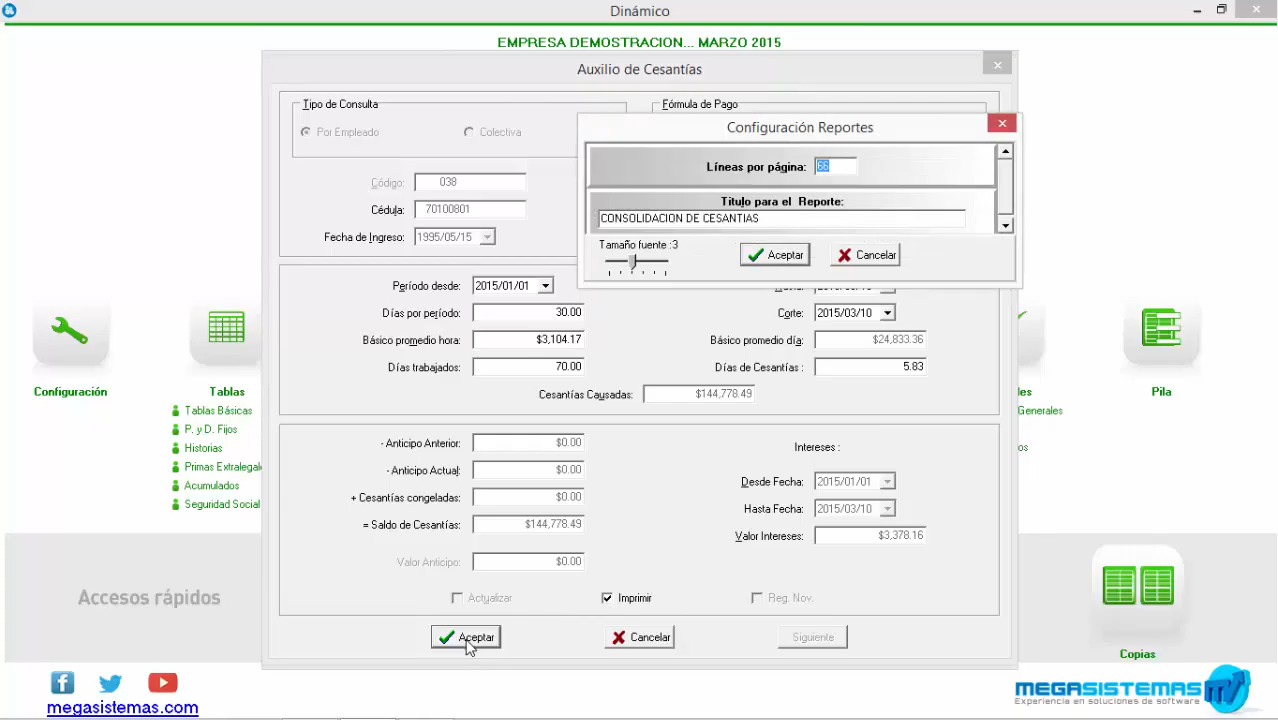 Dinámico
EMPRESA DEMOSTRACION... MARZO 2015
Auxilio de Cesantías
Tipo de Consulta
Fórmula de Pago
Por Empleado
Colectiva
Código: 038
Cédula: 70100801
Fecha de Ingreso: 1995/05/15
Configuración Reportes
Líneas por página: 66
Titulo para el Reporte:
CONSOLIDACION DE CESANTIAS
Tamaño fuente :3
Aceptar
Cancelar
Período desde: 2015/01/01
Días por período: 30.00
Corte: 2015/03/10
Básico promedio hora: $3,104.17
Básico promedio día: $24,833.36
Días trabajados: 70.00
Días de Cesantías : 5.83
Cesantías Causadas: $144,778.49
- Anticipo Anterior: $0.00
Intereses :
- Anticipo Actual: $0.00
Desde Fecha: 2015/01/01
+ Cesantías congeladas: $0.00
Hasta Fecha: 2015/03/10
= Saldo de Cesantías: $144,778.49
Valor Intereses: $3,378.16
Valor Anticipo: $0.00
Actualizar
Imprimir
Reg. Nov.
Aceptar
Cancelar
Siguiente
Configuración
Tablas
Tablas Básicas
P. y D. Fijos
Historias
Primas Extralegal
Acumulados
Seguridad Social
les
Generales
os
Pila
Accesos rápidos
Copias
megasistemas.com
MEGASISTEMAS
Experiencia en soluciones de software